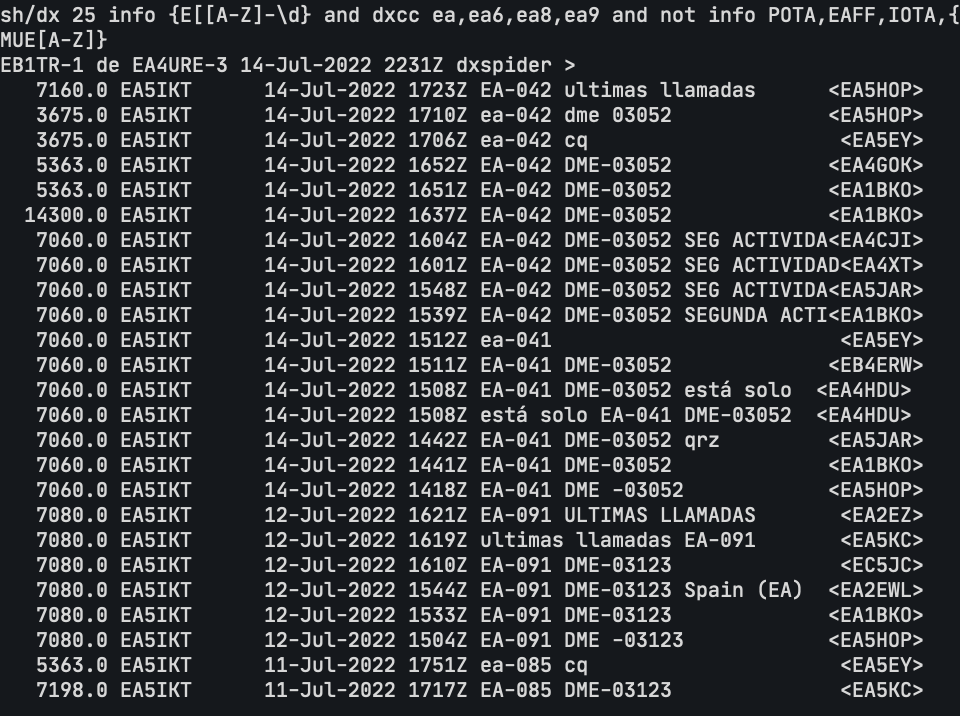 sh/dx 25 info {E[[A-Z]-\d} and dxcc ea,ea6,ea8,ea9 and not info POTA,EAFF,IOTA,{
MUE[A-Z]}
EB1TR-1 de EA4URE-3 14-Jul-2022 2231Z dxspider >
   7160.0 EA5IKT      14-Jul-2022 1723Z EA-042 ultimas llamadas      <EA5HOP>
   3675.0 EA5IKT      14-Jul-2022 1710Z ea-042 dme 03052             <EA5HOP>
   3675.0 EA5IKT      14-Jul-2022 1706Z ea-042 cq                     <EA5EY>
   5363.0 EA5IKT      14-Jul-2022 1652Z EA-042 DME-03052             <EA4GOK>
   5363.0 EA5IKT      14-Jul-2022 1651Z EA-042 DME-03052             <EA1BKO>
  14300.0 EA5IKT      14-Jul-2022 1637Z EA-042 DME-03052             <EA1BKO>
   7060.0 EA5IKT      14-Jul-2022 1604Z EA-042 DME-03052 SEG ACTIVIDA<EA4CJI>
   7060.0 EA5IKT      14-Jul-2022 1601Z EA-042 DME-03052 SEG ACTIVIDAD<EA4XT>
   7060.0 EA5IKT      14-Jul-2022 1548Z EA-042 DME-03052 SEG ACTIVIDA<EA5JAR>
   7060.0 EA5IKT      14-Jul-2022 1539Z EA-042 DME-03052 SEGUNDA ACTI<EA1BKO>
   7060.0 EA5IKT      14-Jul-2022 1512Z ea-041                        <EA5EY>
   7060.0 EA5IKT      14-Jul-2022 1511Z EA-041 DME-03052             <EB4ERW>
   7060.0 EA5IKT      14-Jul-2022 1508Z EA-041 DME-03052 está solo  <EA4HDU>
   7060.0 EA5IKT      14-Jul-2022 1508Z está solo EA-041 DME-03052  <EA4HDU>
   7060.0 EA5IKT      14-Jul-2022 1442Z EA-041 DME-03052 qrz         <EA5JAR>
   7060.0 EA5IKT      14-Jul-2022 1441Z EA-041 DME-03052             <EA1BKO>
   7060.0 EA5IKT      14-Jul-2022 1418Z EA-041 DME -03052            <EA5HOP>
   7080.0 EA5IKT      12-Jul-2022 1621Z EA-091 ULTIMAS LLAMADAS       <EA2EZ>
   7080.0 EA5IKT      12-Jul-2022 1619Z ultimas llamadas EA-091       <EA5KC>
   7080.0 EA5IKT      12-Jul-2022 1610Z EA-091 DME-03123              <EC5JC>
   7080.0 EA5IKT      12-Jul-2022 1544Z EA-091 DME-03123 Spain (EA)  <EA2EWL>
   7080.0 EA5IKT      12-Jul-2022 1533Z EA-091 DME-03123             <EA1BKO>
   7080.0 EA5IKT      12-Jul-2022 1504Z EA-091 DME -03123            <EA5HOP>
   5363.0 EA5IKT      11-Jul-2022 1751Z ea-085 cq                     <EA5EY>
   7198.0 EA5IKT      11-Jul-2022 1717Z EA-085 DME-03123              <EA5KC>